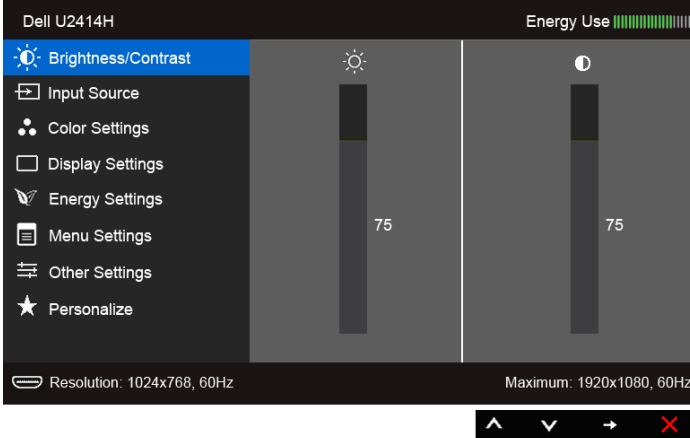 Dell U2414H
Energy Use
Brightness/Contrast
Input Source
Color Settings
Display Settings
Energy Settings
Menu Settings
Other Settings
Personalize
75
75
Resolution: 1024x768, 60Hz
Maximum: 1920x1080, 60Hz